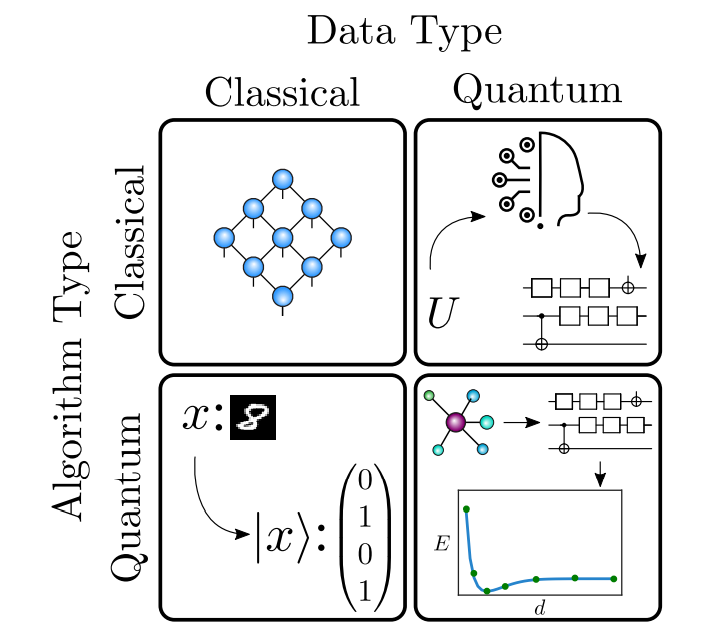 Data Type
Classical
Quantum
Algorithm Type
Classical
U
Quantum
x: 8
|x⟩:
0
1
0
1
E
d